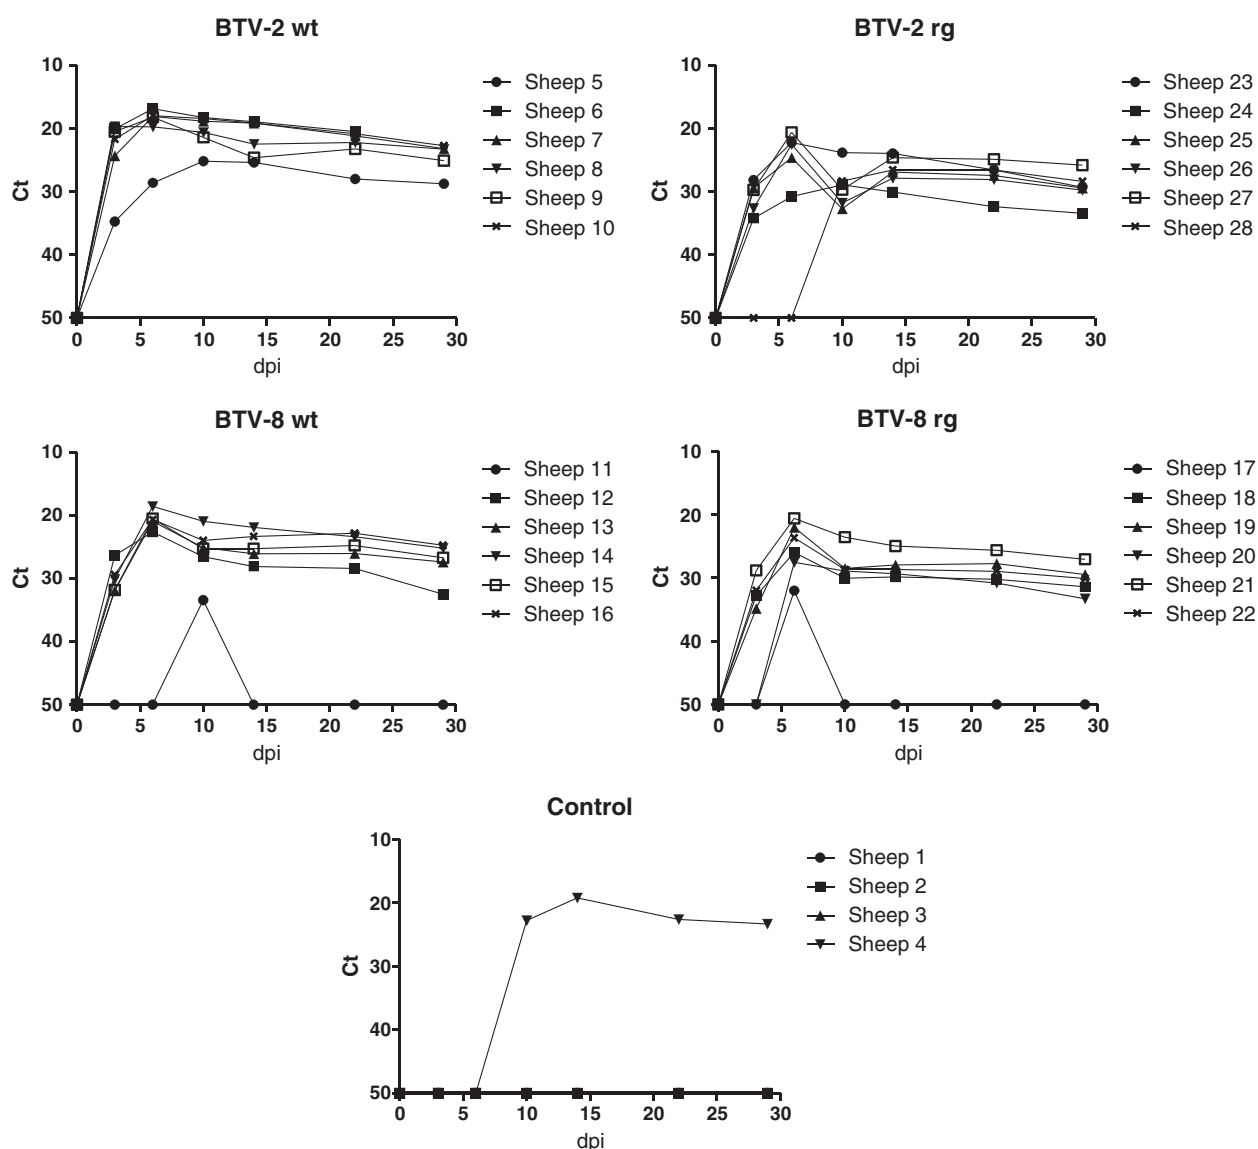 BTV-2 wt
10
20
30
40
50
Ct
0 5 10 15 20 25 30
dpi
Sheep 5
Sheep 6
Sheep 7
Sheep 8
Sheep 9
Sheep 10
BTV-2 rg
10
20
30
40
50
Ct
0 5 10 15 20 25 30
dpi
Sheep 23
Sheep 24
Sheep 25
Sheep 26
Sheep 27
Sheep 28
BTV-8 wt
10
20
30
40
50
Ct
0 5 10 15 20 25 30
dpi
Sheep 11
Sheep 12
Sheep 13
Sheep 14
Sheep 15
Sheep 16
BTV-8 rg
10
20
30
40
50
Ct
0 5 10 15 20 25 30
dpi
Sheep 17
Sheep 18
Sheep 19
Sheep 20
Sheep 21
Sheep 22
Control
10
20
30
40
50
Ct
0 5 10 15 20 25 30
dpi
Sheep 1
Sheep 2
Sheep 3
Sheep 4